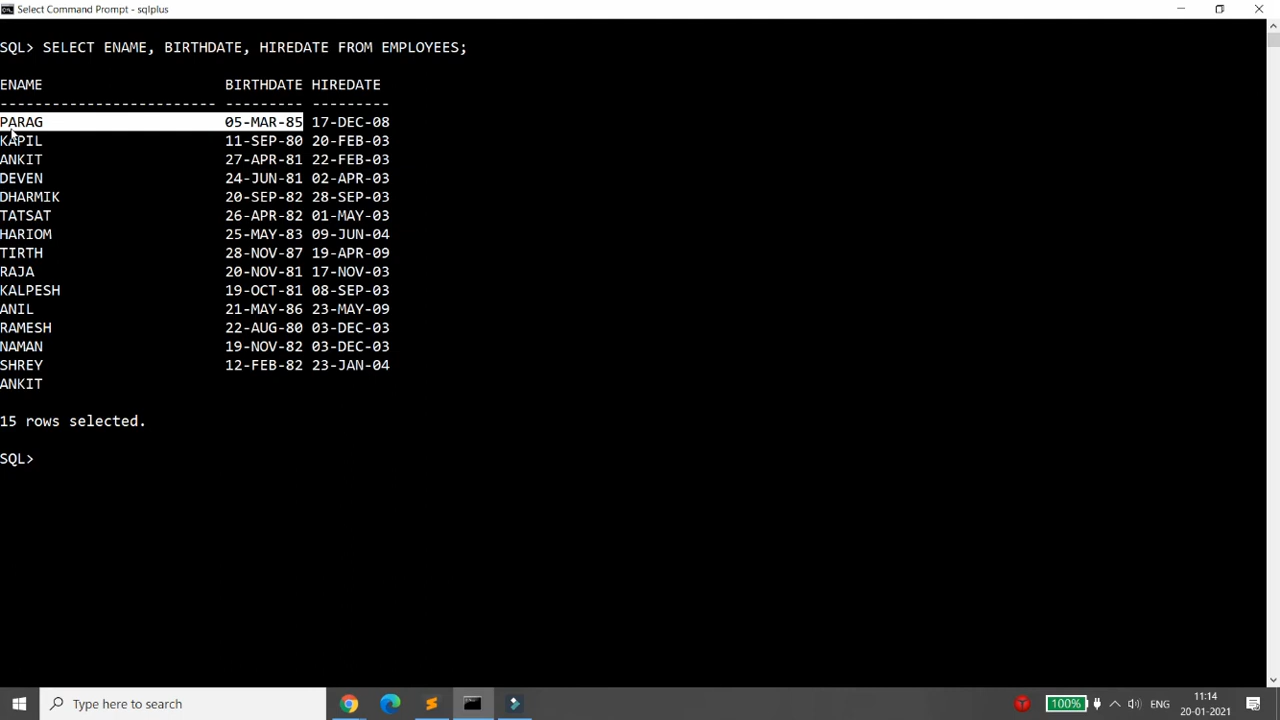 Select Command Prompt - sqlplus
SQL> SELECT ENAME, BIRTHDATE, HIREDATE FROM EMPLOYEES;
ENAME                     BIRTHDATE HIREDATE
------------------------- --------- ---------
PARAG                     05-MAR-85 17-DEC-08
KAPIL                     11-SEP-80 20-FEB-03
ANKIT                     27-APR-81 22-FEB-03
DEVEN                     24-JUN-81 02-APR-03
DHARMIK                   20-SEP-82 28-SEP-03
TATSAT                    26-APR-82 01-MAY-03
HARIOM                    25-MAY-83 09-JUN-04
TIRTH                     28-NOV-87 19-APR-09
RAJA                      20-NOV-81 17-NOV-03
KALPESH                   19-OCT-81 08-SEP-03
ANIL                      21-MAY-86 23-MAY-09
RAMESH                    22-AUG-80 03-DEC-03
NAMAN                     19-NOV-82 03-DEC-03
SHREY                     12-FEB-82 23-JAN-04
ANKIT
15 rows selected.
SQL>
Type here to search
100%
ENG
11:14
20-01-2021